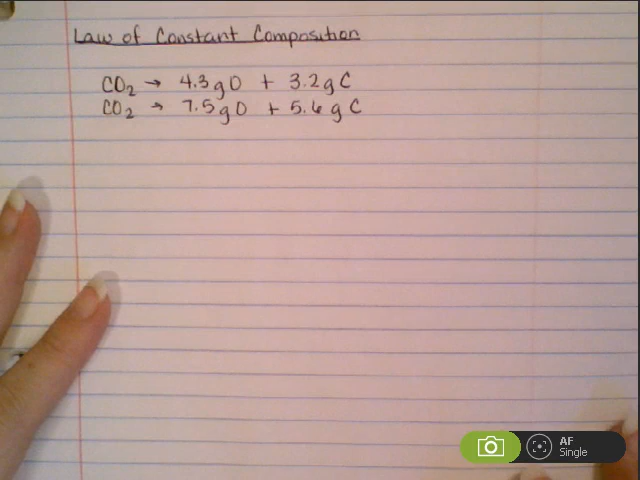 Law of Constant Composition
CO₂ → 4.3 g O + 3.2 g C
CO₂ → 7.5 g O + 5.6 g C
AF
Single